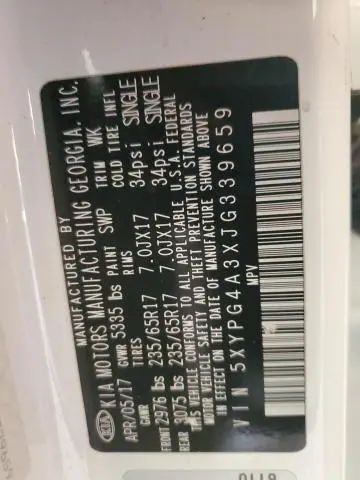 MANUFACTURED BY
KIA KIA MOTORS MANUFACTURING GEORGIA, INC.
APR/05/17 GVWR 5335 lbs PAINT SWP TRIM WK
GAWR TIRES RIMS COLD TIRE INFL
FRONT 2976 lbs 235/65R17 7.0JX17 34psi SINGLE
REAR 3075 lbs 235/65R17 7.0JX17 34psi SINGLE
THIS VEHICLE CONFORMS TO ALL APPLICABLE U.S.A. FEDERAL
MOTOR VEHICLE SAFETY AND THEFT PREVENTION STANDARDS
IN EFFECT ON THE DATE OF MANUFACTURE SHOWN ABOVE
VIN 5XYPG4A3XJG339659
MPV
0110